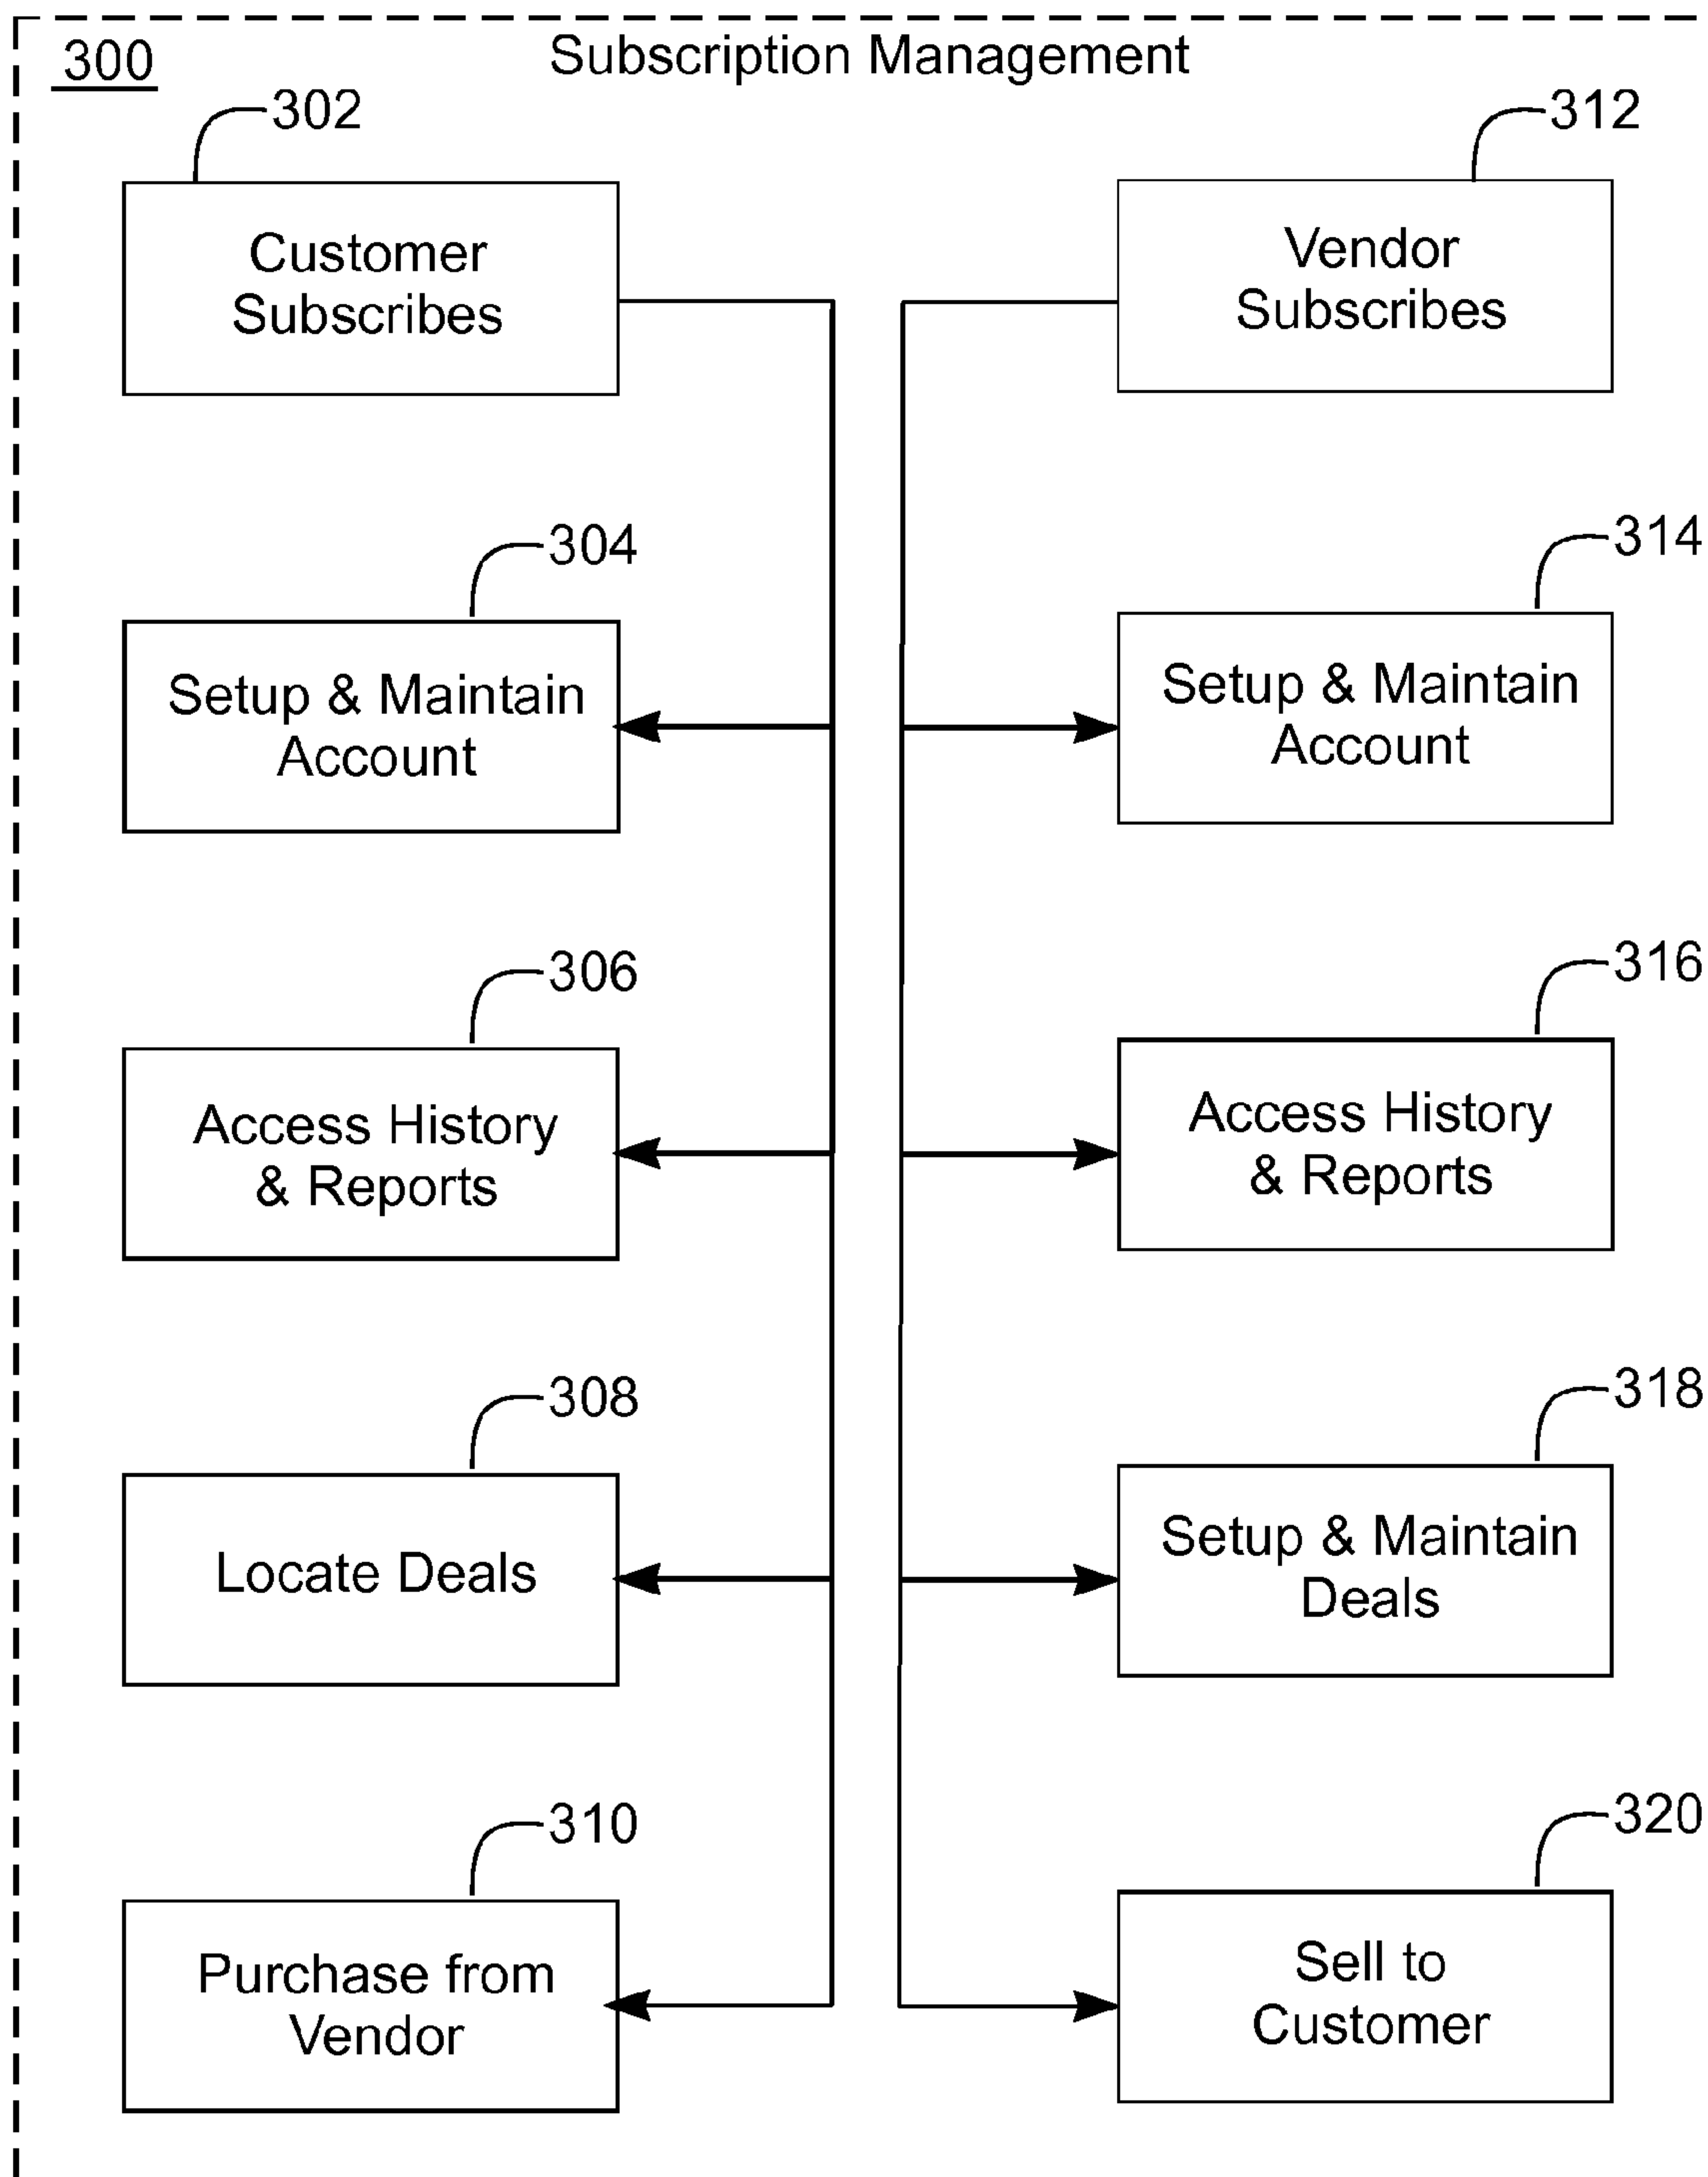 300
Subscription Management
302
Customer
Subscribes
304
Setup & Maintain
Account
306
Access History
& Reports
308
Locate Deals
310
Purchase from
Vendor
312
Vendor
Subscribes
314
Setup & Maintain
Account
316
Access History
& Reports
318
Setup & Maintain
Deals
320
Sell to
Customer